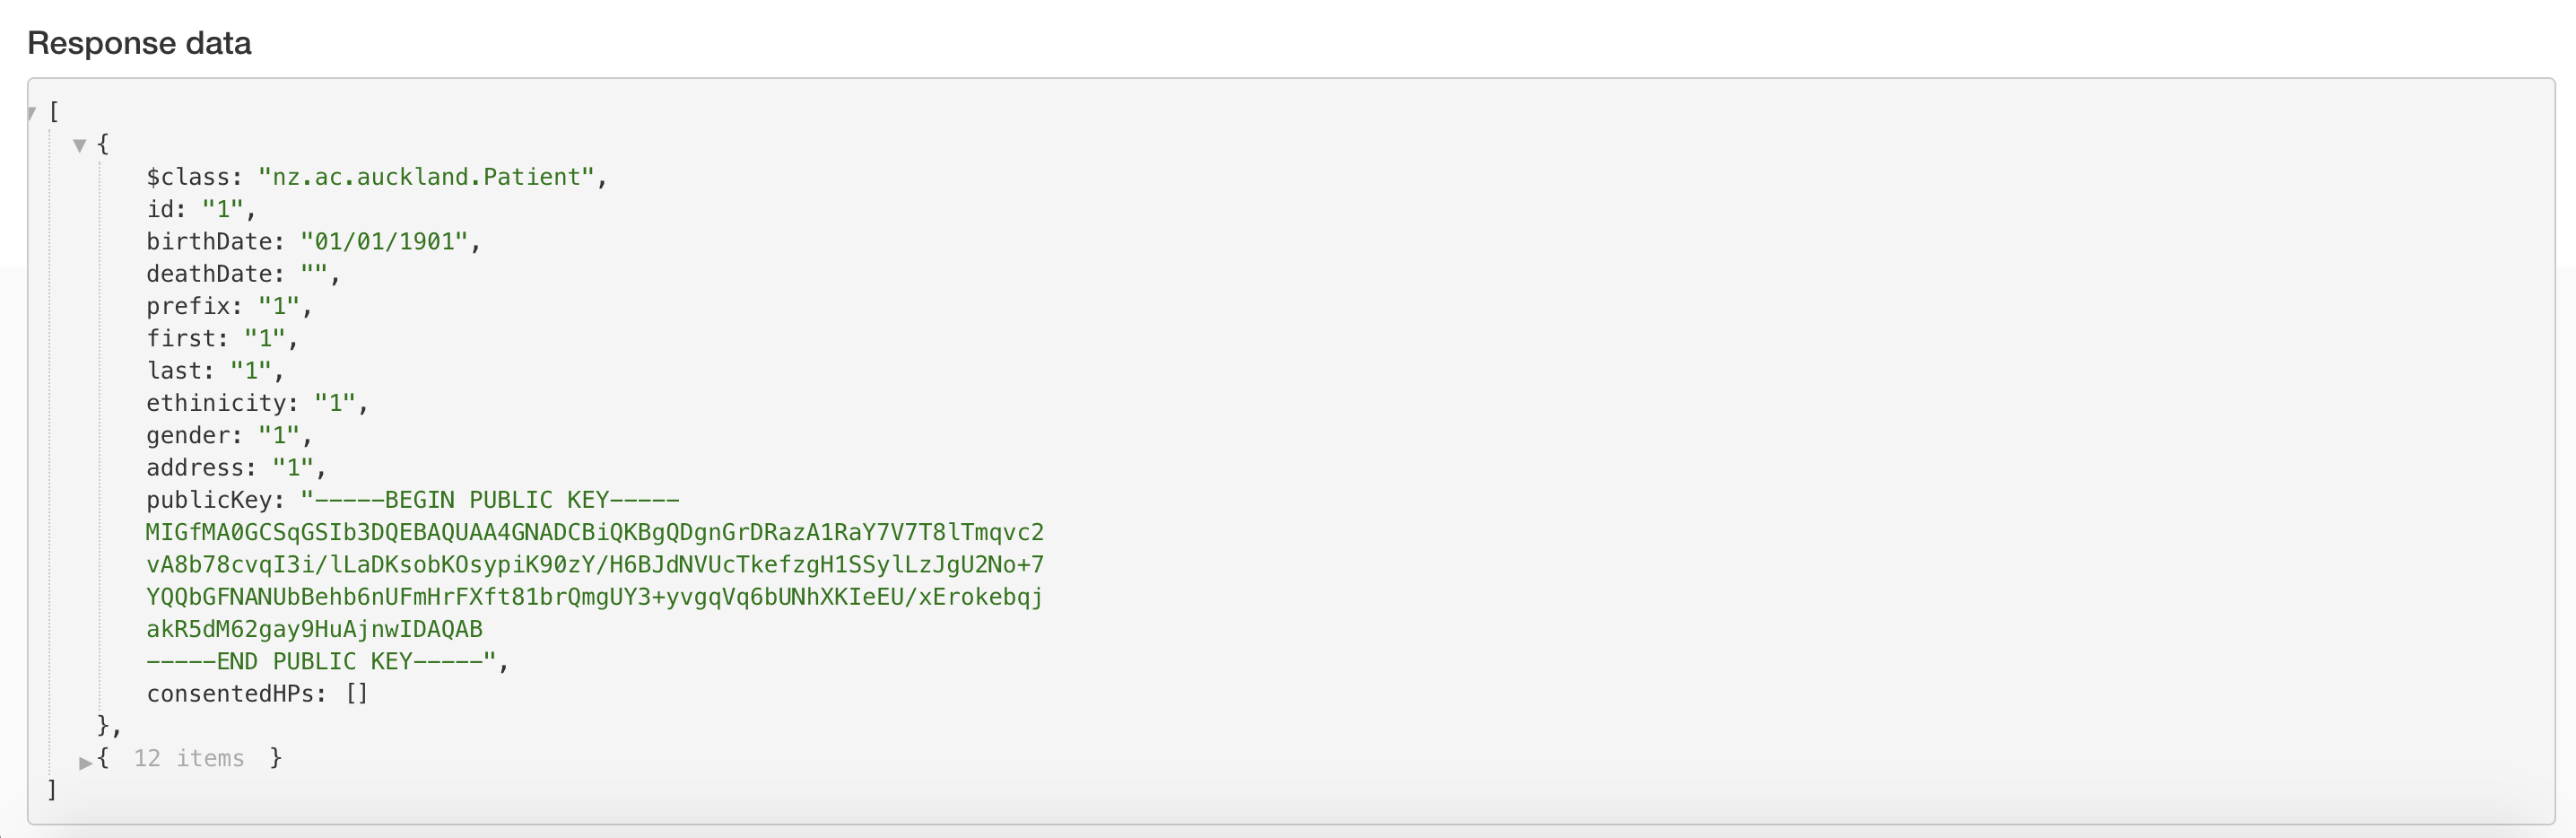 Response data
[
{
$class: "nz.ac.auckland.Patient",
id: "1",
birthDate: "01/01/1901",
deathDate: "",
prefix: "1",
first: "1",
last: "1",
ethinicity: "1",
gender: "1",
address: "1",
publicKey: "-----BEGIN PUBLIC KEY-----
MIGfMA0GCSqGSIb3DQEBAQUAA4GNADCBiQKBgQDgnGrDRazA1RaY7V7T8lTmqvc2
vA8b78cvqI3i/lLaDKsobKOsypiK90zY/H6BJdNVUcTkefzgH1SSylLzJgU2No+7
YQQbGFNANUbBehb6nUFmHrFXft81brQmgUY3+yvgqVq6bUNhXKIeEU/xErokebqj
akR5dM62gay9HuAjnwIDAQAB
-----END PUBLIC KEY-----",
consentedHPs: []
},
{ 12 items }
]